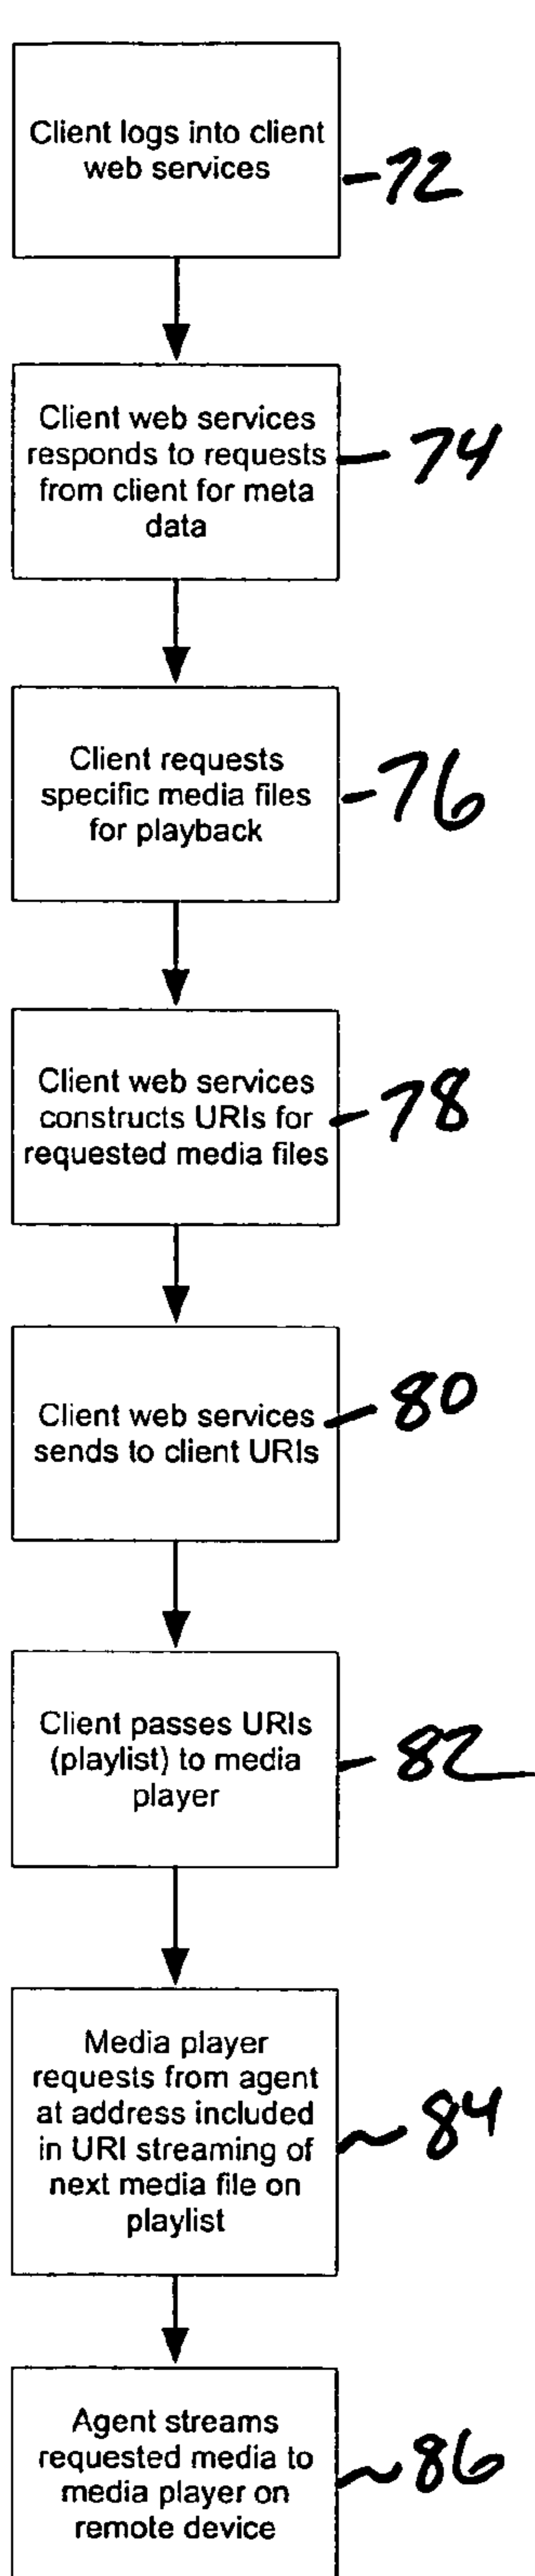 Client logs into client
web services
72
Client web services
responds to requests
from client for meta
data
74
Client requests
specific media files
for playback
76
Client web services
constructs URIs for
requested media files
78
Client web services
sends to client URIs
80
Client passes URIs
(playlist) to media
player
82
Media player
requests from agent
at address included
in URI streaming of
next media file on
playlist
84
Agent streams
requested media to
media player on
remote device
86